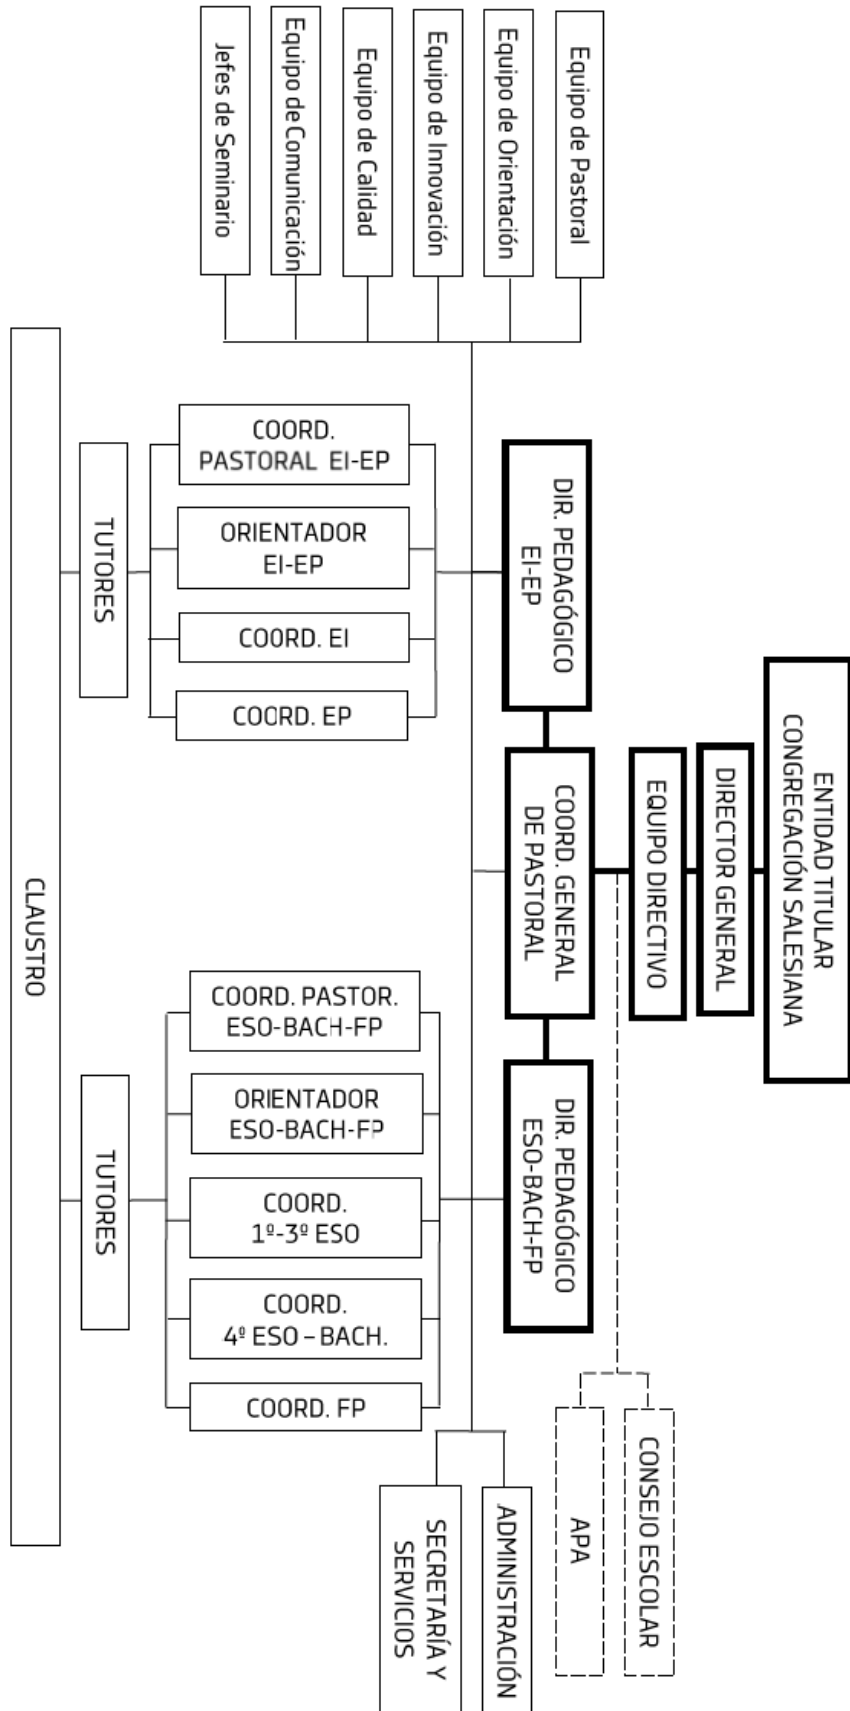 ENTIDAD TITULAR
CONGREGACIÓN SALESIANA
DIRECTOR GENERAL
EQUIPO DIRECTIVO
CONSEJO ESCOLAR
APA
DIR. PEDAGÓGICO
EI-EP
COORD. GENERAL
DE PASTORAL
DIR. PEDAGÓGICO
ESO-BACH-FP
Equipo de Pastoral
Equipo de Orientación
Equipo de Innovación
Equipo de Calidad
Equipo de Comunicación
Jefes de Seminario
ADMINISTRACIÓN
SECRETARÍA Y
SERVICIOS
COORD.
PASTORAL EI-EP
ORIENTADOR
EI-EP
COORD. EI
COORD. EP
COORD. PASTOR.
ESO-BACH-FP
ORIENTADOR
ESO-BACH-FP
COORD.
1º-3º ESO
COORD.
4º ESO – BACH.
COORD. FP
TUTORES
TUTORES
CLAUSTRO